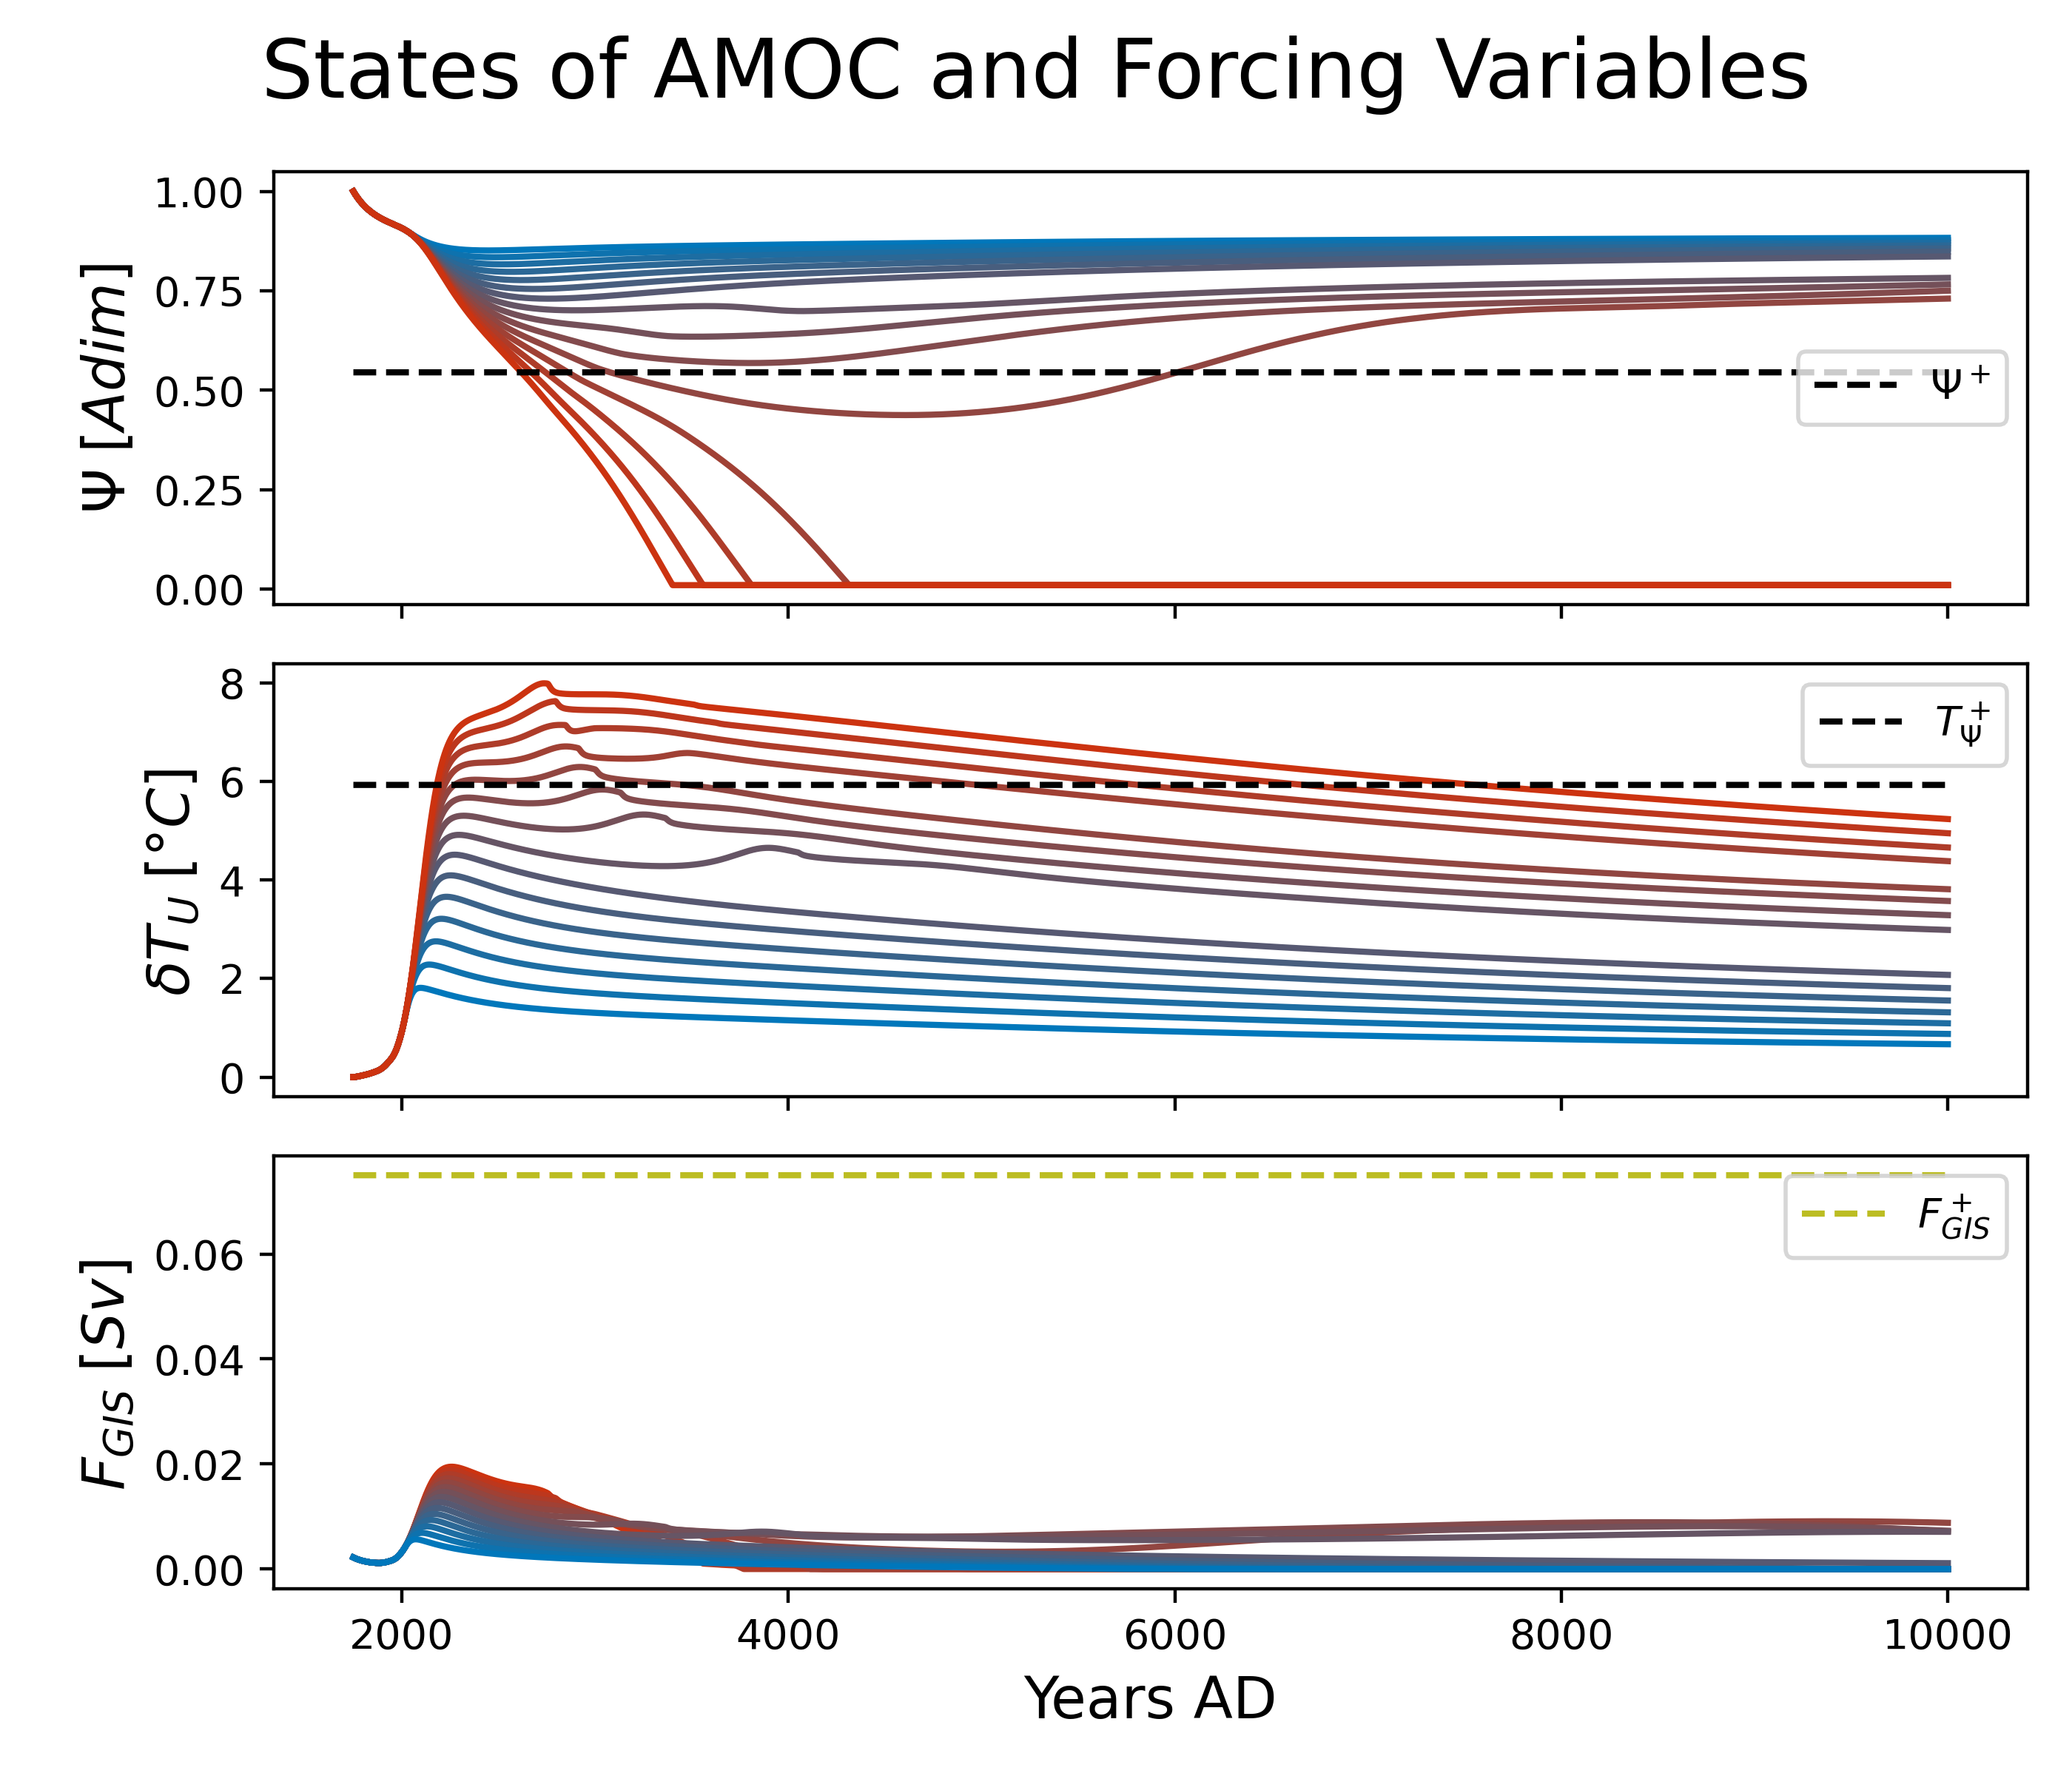 States of AMOC and Forcing Variables
1.00
0.75
0.50
0.25
0.00
Ψ [Adim]
Ψ⁺
8
6
4
2
0
δT_U [°C]
T_Ψ⁺
0.06
0.04
0.02
0.00
F_GIS [Sv]
F_GIS⁺
2000 4000 6000 8000 10000
Years AD